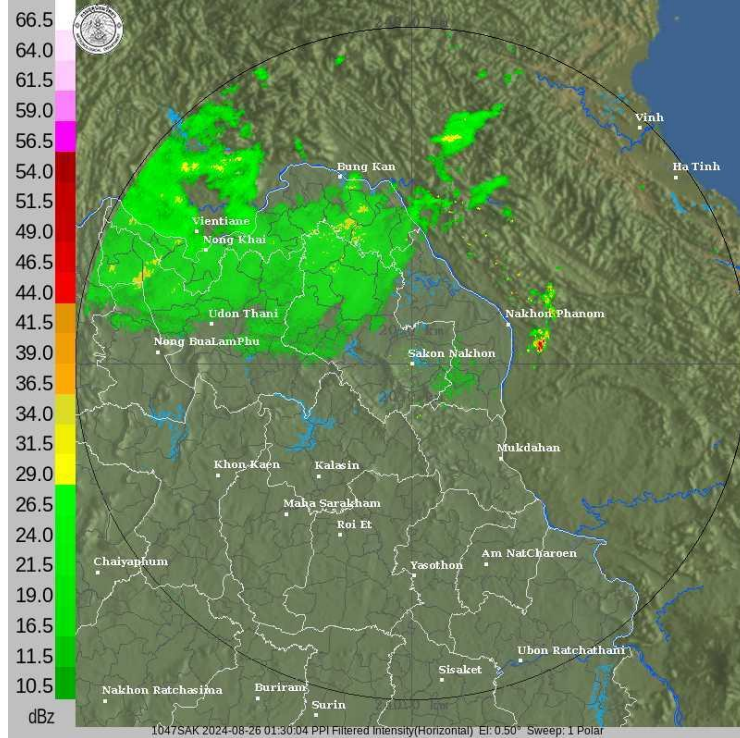 66.5
64.0
61.5
59.0
56.5
54.0
51.5
49.0
46.5
44.0
41.5
39.0
36.5
34.0
31.5
29.0
26.5
24.0
21.5
19.0
16.5
11.5
10.5
dBz
Vinh
Ha Tinh
Bung Kan
Vientiane
Nong Khai
Udon Thani
Nakhon Phanom
Nong BuaLamPhu
Sakon Nakhon
Mukdahan
Khon Kaen
Kalasin
Maha Sarakham
Roi Et
Am NatCharoen
Chaiyaphum
Yasothon
Ubon Ratchathani
Sisaket
Nakhon Ratchasima
Buriram
Surin
1047SAK 2024-08-26 01:30:04 PPI Filtered Intensity(Horizontal) El: 0.50° Sweep: 1 Polar